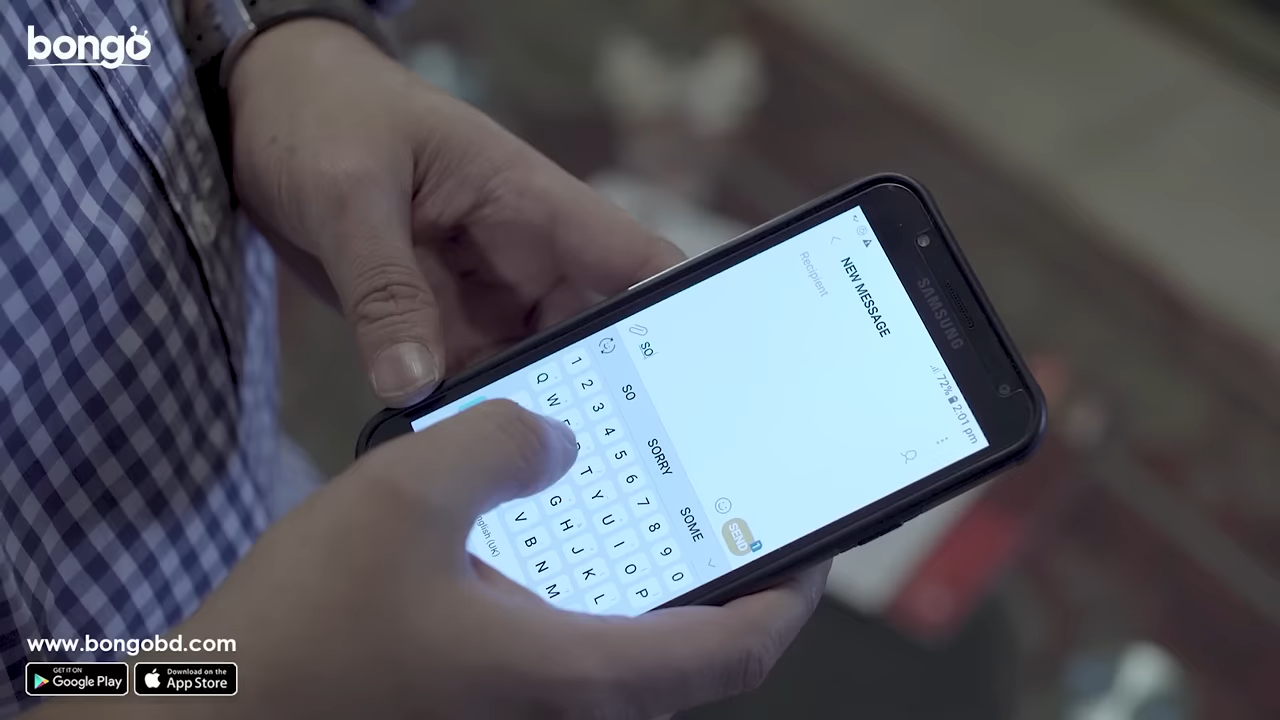 bongo
SAMSUNG
72% 2:01 pm
NEW MESSAGE
Recipient
so
SEND
SO SORRY SOME
1 2 3 4 5 6 7 8 9 0
Q W T Y U I O P
G H J K L
V B N M
English (UK)
www.bongobd.com
GET IT ON
Google Play
Download on the
App Store